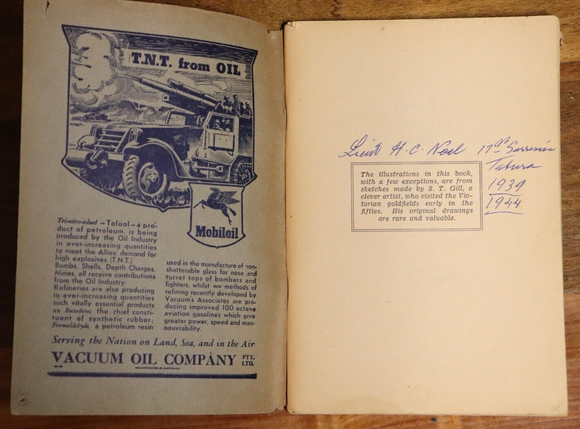 T.N.T. from OIL
Mobiloil
Tri-nitro-toluol — Toluol — a pro-
duct of petroleum, is being
produced by the Oil Industry
in ever-increasing quantities
to meet the Allies demand for
high explosives (T.N.T.)
Bombs, Shells, Depth Charges,
Mines, all receive contributions
from the Oil Industry.
Refineries are also producing
in ever-increasing quantities
such vitally essential products
as Butadiene, the chief consti-
tuent of synthetic rubber;
Formaldehyde, a petroleum resin
used in the manufacture of non-
shatterable glass for nose and
turret tops of bombers and
fighters, whilst new methods of
refining recently developed by
Vacuum's Associates are pro-
ducing improved 100 octane
aviation gasolines which give
greater power, speed and man-
oeuvrability.
Serving the Nation on Land, Sea, and in the Air
VACUUM OIL COMPANY PTY. LTD.
Lieut H. C. Noel
1939
1944
The illustrations in this book,
with a few exceptions, are from
sketches made by S. T. Gill, a
clever artist, who visited the Vic-
torian goldfields early in the
fifties. His original drawings
are rare and valuable.